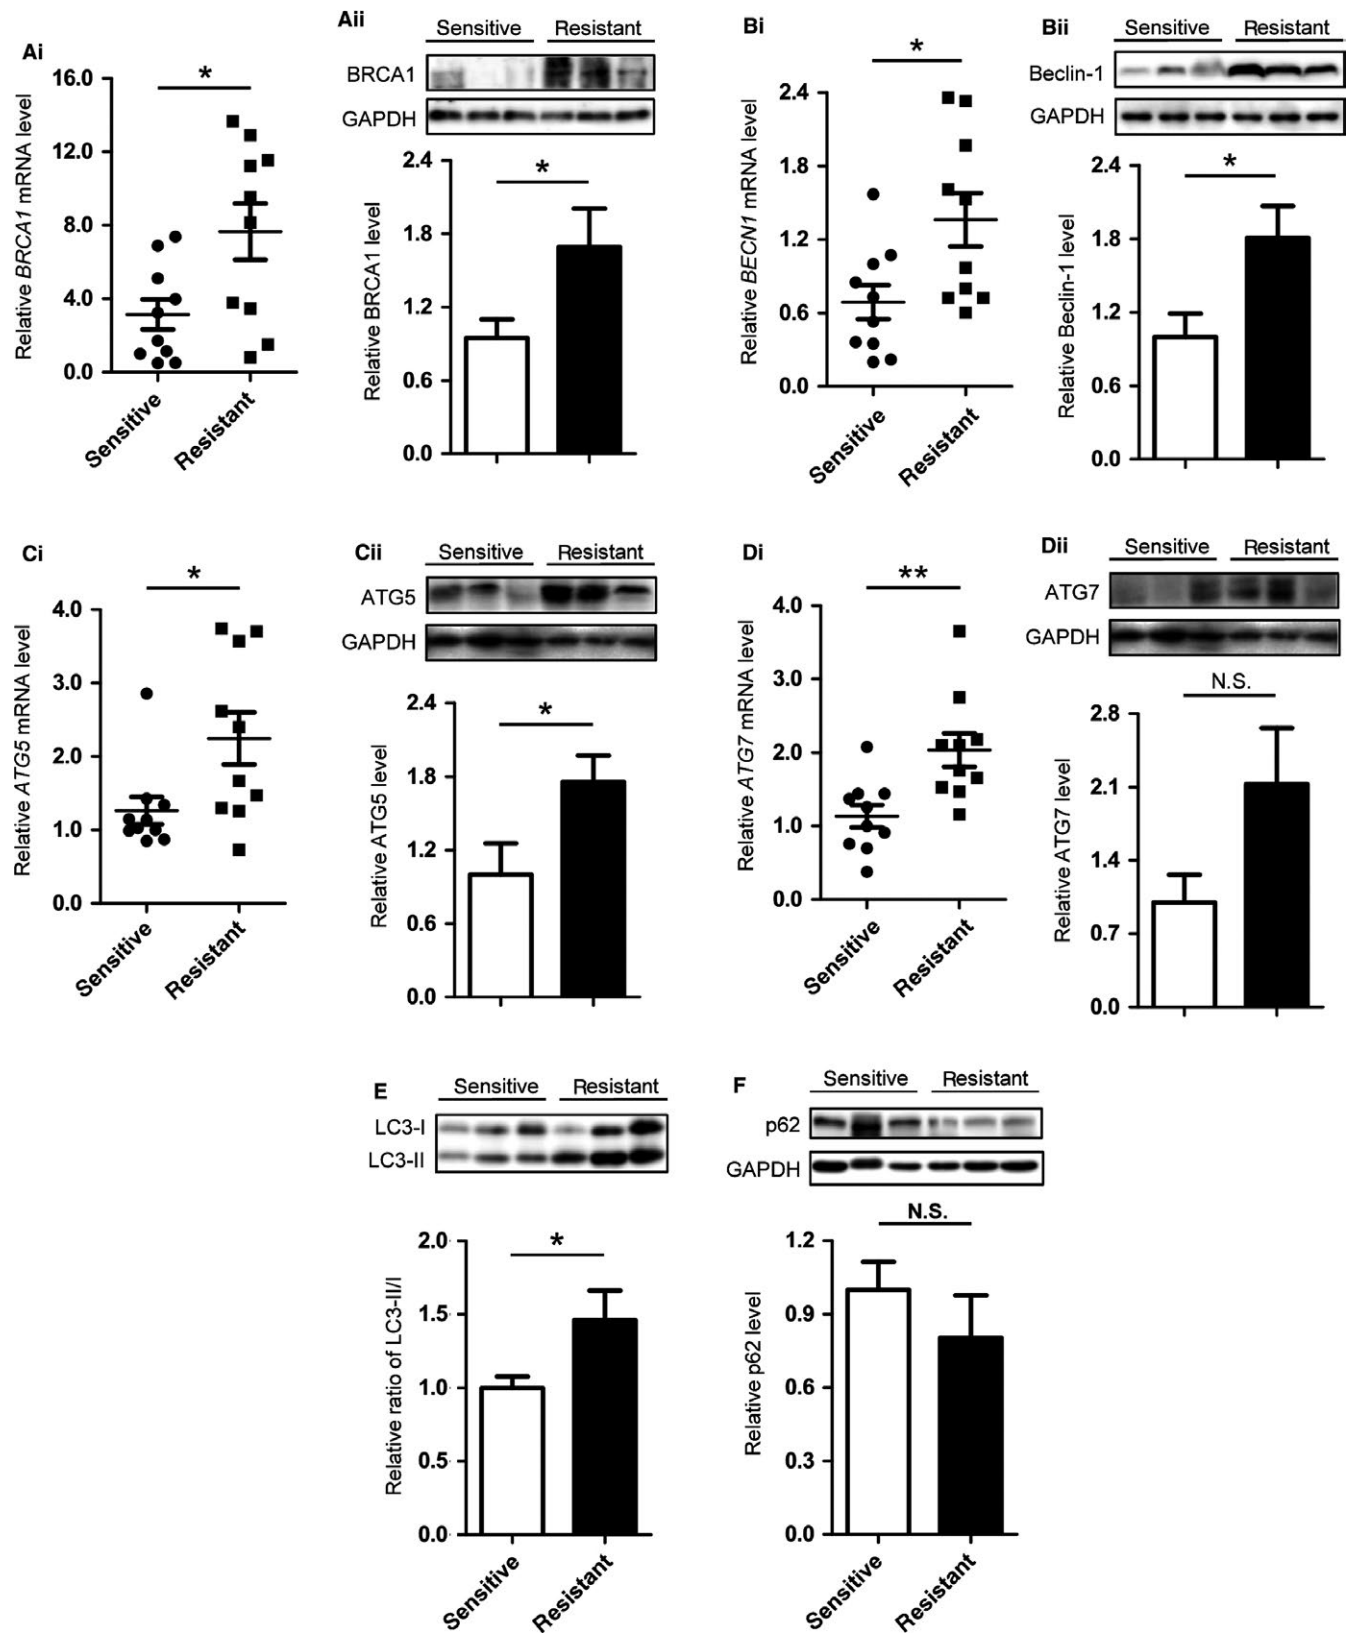 Ai
*
Relative BRCA1 mRNA level
16.0
12.0
8.0
4.0
0.0
Sensitive
Resistant
Aii
Sensitive Resistant
BRCA1
GAPDH
*
Relative BRCA1 level
2.4
1.8
1.2
0.6
0.0
Bi
*
Relative BECN1 mRNA level
2.4
1.8
1.2
0.6
0.0
Sensitive
Resistant
Bii
Sensitive Resistant
Beclin-1
GAPDH
*
Relative Beclin-1 level
2.4
1.8
1.2
0.6
0.0
Ci
*
Relative ATG5 mRNA level
4.0
3.0
2.0
1.0
0.0
Sensitive
Resistant
Cii
Sensitive Resistant
ATG5
GAPDH
*
Relative ATG5 level
2.4
1.8
1.2
0.6
0.0
Di
**
Relative ATG7 mRNA level
4.0
3.0
2.0
1.0
0.0
Sensitive
Resistant
Dii
Sensitive Resistant
ATG7
GAPDH
N.S.
Relative ATG7 level
2.8
2.1
1.4
0.7
0.0
E
Sensitive Resistant
LC3-I
LC3-II
*
Relative ratio of LC3-II/I
2.0
1.5
1.0
0.5
0.0
Sensitive
Resistant
F
Sensitive Resistant
p62
GAPDH
N.S.
Relative p62 level
1.2
0.9
0.6
0.3
0.0
Sensitive
Resistant